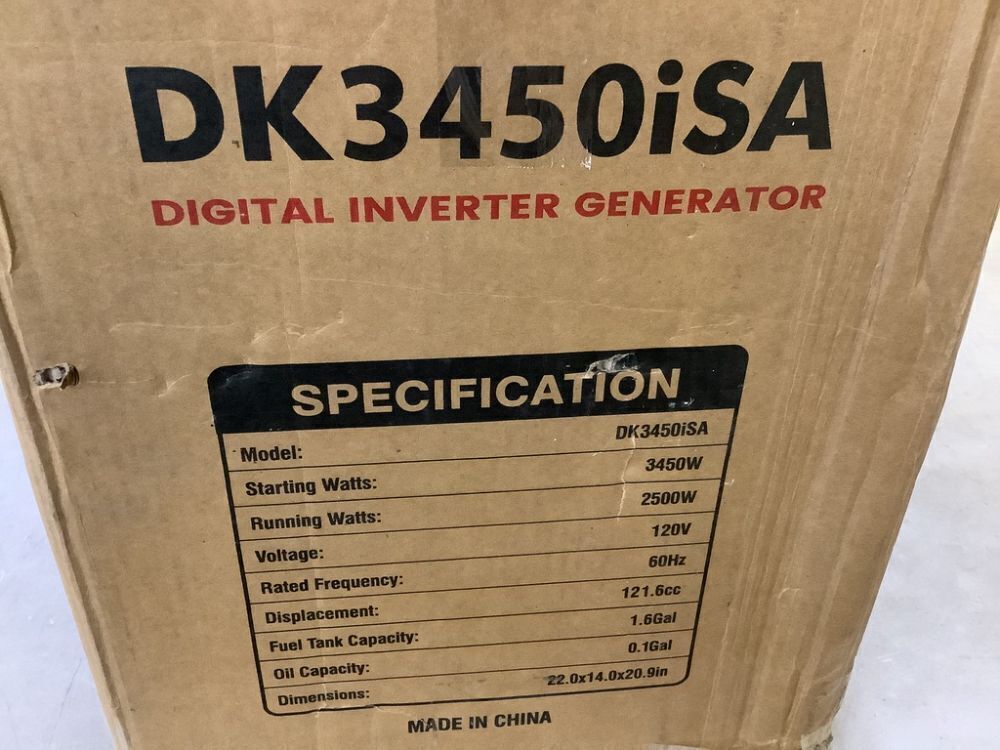 DK3450iSA
DIGITAL INVERTER GENERATOR
SPECIFICATION
Model: DK3450iSA
Starting Watts: 3450W
Running Watts: 2500W
Voltage: 120V
Rated Frequency: 60Hz
Displacement: 121.6cc
Fuel Tank Capacity: 1.6Gal
Oil Capacity: 0.1Gal
Dimensions: 22.0x14.0x20.9in
MADE IN CHINA